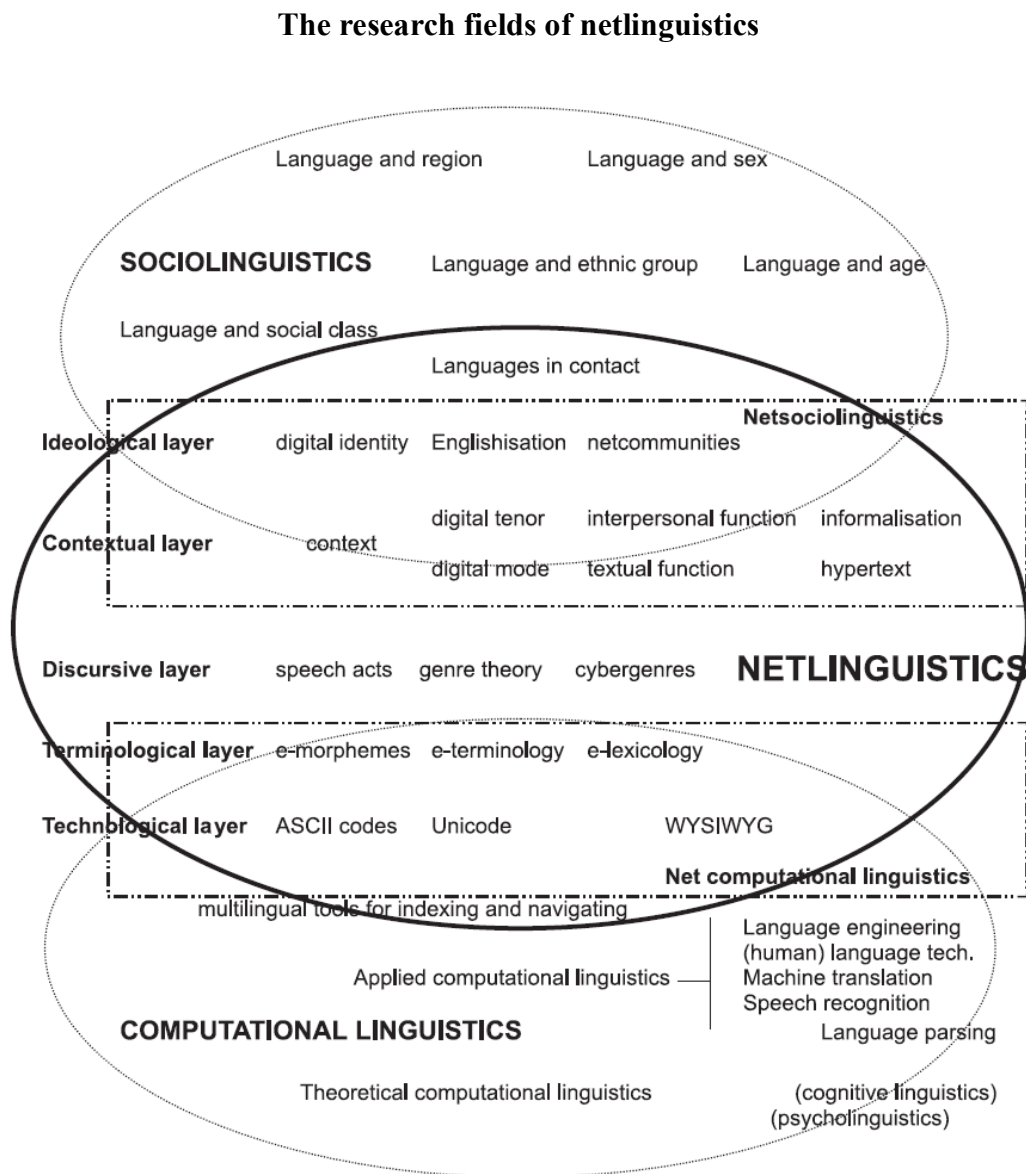 The research fields of netlinguistics
Language and region Language and sex
SOCIOLINGUISTICS Language and ethnic group Language and age
Language and social class
Languages in contact
Netsociolinguistics
Ideological layer digital identity Englishisation netcommunities
digital tenor interpersonal function informalisation
Contextual layer context
digital mode textual function hypertext
Discursive layer speech acts genre theory cybergenres NETLINGUISTICS
Terminological layer e-morphemes e-terminology e-lexicology
Technological layer ASCII codes Unicode WYSIWYG
Net computational linguistics
multilingual tools for indexing and navigating
Language engineering
(human) language tech.
Applied computational linguistics Machine translation
Speech recognition
COMPUTATIONAL LINGUISTICS Language parsing
Theoretical computational linguistics (cognitive linguistics)
(psycholinguistics)